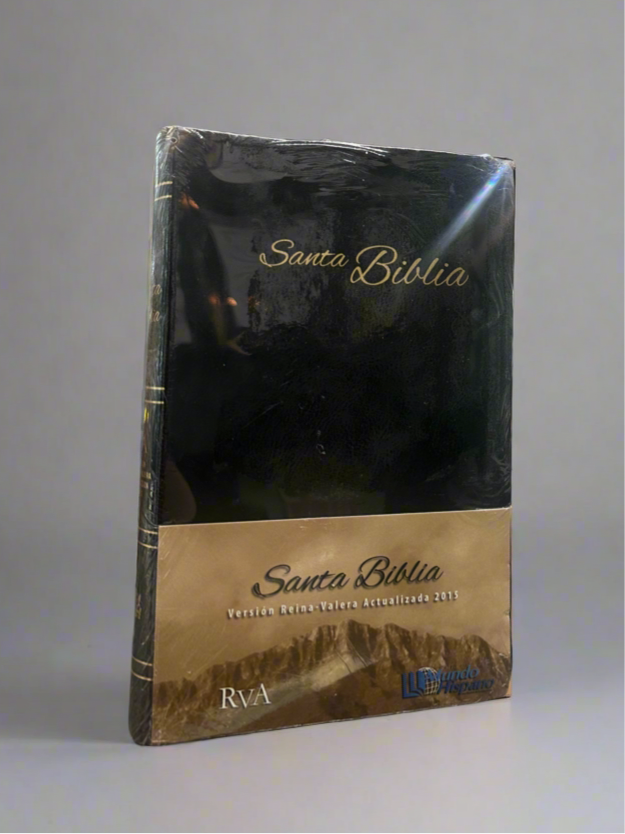 Santa Biblia
Santa Biblia
Versión Reina-Valera Actualizada 2015
RVA
Mundo
Hispano